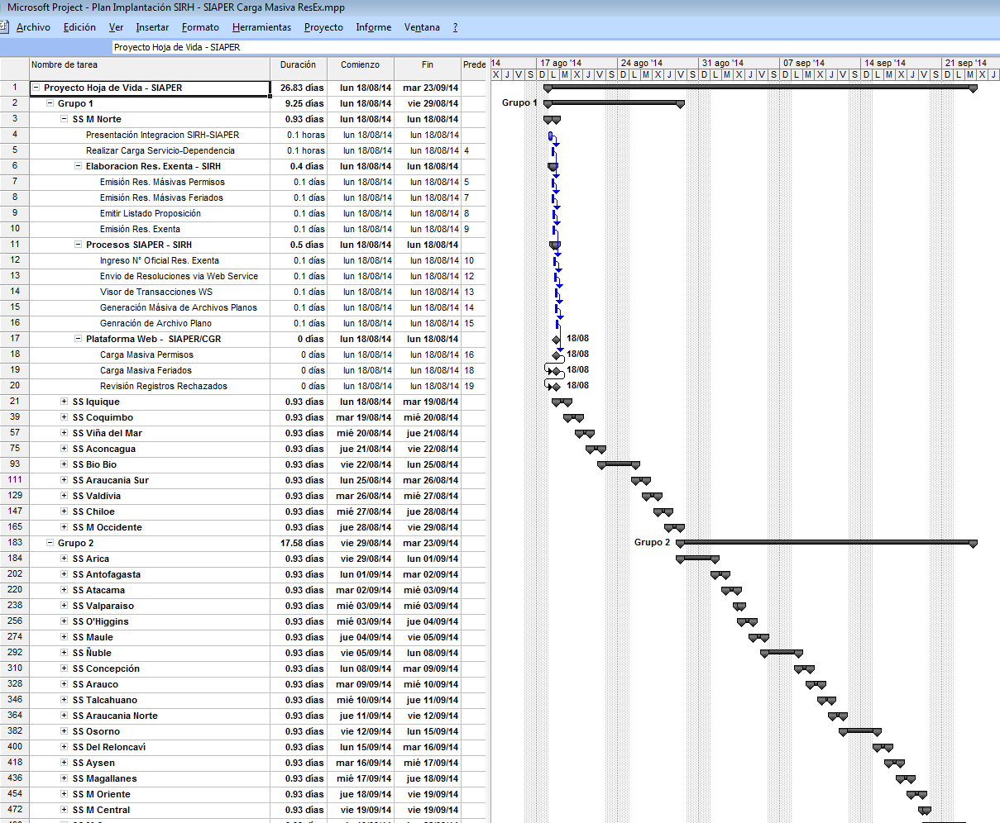 Microsoft Project - Plan Implantación SIRH - SIAPER Carga Masiva ResEx.mpp
Archivo Edición Ver Insertar Formato Herramientas Proyecto Informe Ventana ?
Proyecto Hoja de Vida - SIAPER
Nombre de tarea Duración Comienzo Fin Prede 14 17 ago '14 24 ago '14 31 ago '14 07 sep '14 14 sep '14 21 sep '14
X J V S D L M X J V S D L M X J V S D L M X J V S D L M X J V S D L M X J V S D L M X J
1 Proyecto Hoja de Vida - SIAPER 26.83 días lun 18/08/14 mar 23/09/14
2 Grupo 1 9.25 días lun 18/08/14 vie 29/08/14 Grupo 1
3 SS M Norte 0.93 días lun 18/08/14 lun 18/08/14
4 Presentación Integracion SIRH-SIAPER 0.1 horas lun 18/08/14 lun 18/08/14
5 Realizar Carga Servicio-Dependencia 0.1 horas lun 18/08/14 lun 18/08/14 4
6 Elaboracion Res. Exenta - SIRH 0.4 días lun 18/08/14 lun 18/08/14
7 Emisión Res. Másivas Permisos 0.1 días lun 18/08/14 lun 18/08/14 5
8 Emisión Res. Másivas Feriados 0.1 días lun 18/08/14 lun 18/08/14 7
9 Emitir Listado Proposición 0.1 días lun 18/08/14 lun 18/08/14 8
10 Emisión Res. Exenta 0.1 días lun 18/08/14 lun 18/08/14 9
11 Procesos SIAPER - SIRH 0.5 días lun 18/08/14 lun 18/08/14
12 Ingreso N° Oficial Res. Exenta 0.1 días lun 18/08/14 lun 18/08/14 10
13 Envio de Resoluciones via Web Service 0.1 días lun 18/08/14 lun 18/08/14 12
14 Visor de Transacciones WS 0.1 días lun 18/08/14 lun 18/08/14 13
15 Generación Másiva de Archivos Planos 0.1 días lun 18/08/14 lun 18/08/14 14
16 Genración de Archivo Plano 0.1 días lun 18/08/14 lun 18/08/14 15
17 Plataforma Web - SIAPER/CGR 0 días lun 18/08/14 lun 18/08/14 18/08
18 Carga Masiva Permisos 0 días lun 18/08/14 lun 18/08/14 16 18/08
19 Carga Masiva Feriados 0 días lun 18/08/14 lun 18/08/14 18 18/08
20 Revisión Registros Rechazados 0 días lun 18/08/14 lun 18/08/14 19 18/08
21 SS Iquique 0.93 días lun 18/08/14 mar 19/08/14
39 SS Coquimbo 0.93 días mar 19/08/14 mié 20/08/14
57 SS Viña del Mar 0.93 días mié 20/08/14 jue 21/08/14
75 SS Aconcagua 0.93 días jue 21/08/14 vie 22/08/14
93 SS Bio Bio 0.93 días vie 22/08/14 lun 25/08/14
111 SS Araucania Sur 0.93 días lun 25/08/14 mar 26/08/14
129 SS Valdivia 0.93 días mar 26/08/14 mié 27/08/14
147 SS Chiloe 0.93 días mié 27/08/14 jue 28/08/14
165 SS M Occidente 0.93 días jue 28/08/14 vie 29/08/14
183 Grupo 2 17.58 días vie 29/08/14 mar 23/09/14 Grupo 2
184 SS Arica 0.93 días vie 29/08/14 lun 01/09/14
202 SS Antofagasta 0.93 días lun 01/09/14 mar 02/09/14
220 SS Atacama 0.93 días mar 02/09/14 mié 03/09/14
238 SS Valparaiso 0.93 días mié 03/09/14 mié 03/09/14
256 SS O'Higgins 0.93 días mié 03/09/14 jue 04/09/14
274 SS Maule 0.93 días jue 04/09/14 vie 05/09/14
292 SS Ñuble 0.93 días vie 05/09/14 lun 08/09/14
310 SS Concepción 0.93 días lun 08/09/14 mar 09/09/14
328 SS Arauco 0.93 días mar 09/09/14 mié 10/09/14
346 SS Talcahuano 0.93 días mié 10/09/14 jue 11/09/14
364 SS Araucania Norte 0.93 días jue 11/09/14 vie 12/09/14
382 SS Osorno 0.93 días vie 12/09/14 lun 15/09/14
400 SS Del Reloncaví 0.93 días lun 15/09/14 mar 16/09/14
418 SS Aysen 0.93 días mar 16/09/14 mié 17/09/14
436 SS Magallanes 0.93 días mié 17/09/14 jue 18/09/14
454 SS M Oriente 0.93 días jue 18/09/14 vie 19/09/14
472 SS M Central 0.93 días vie 19/09/14 vie 19/09/14